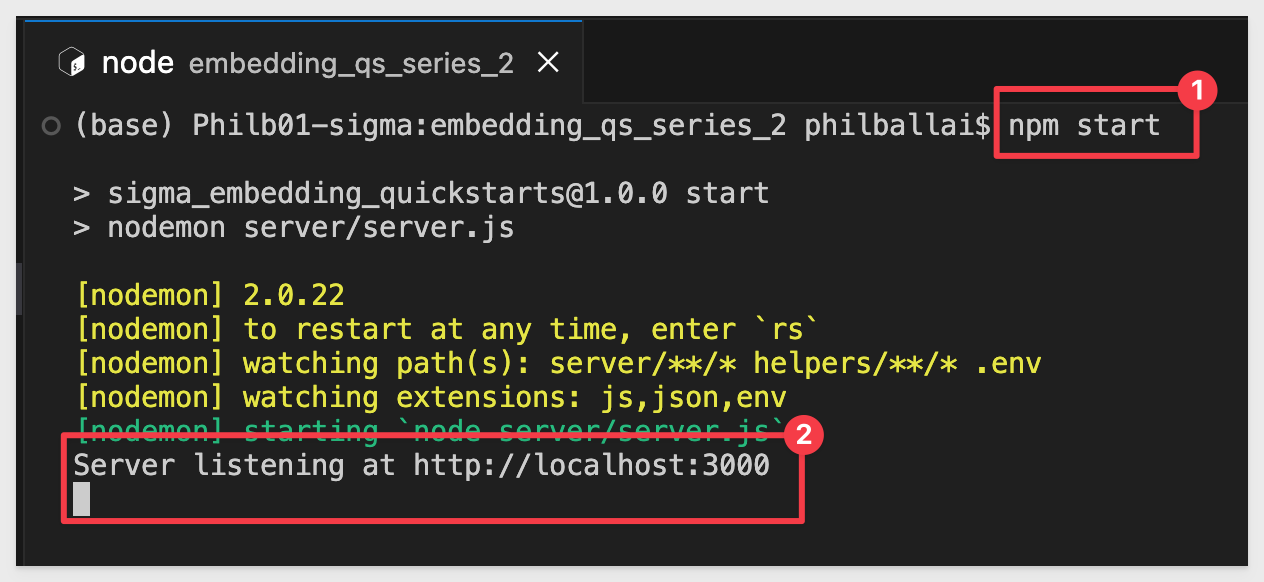 node embedding_qs_series_2
(base) Philb01-sigma:embedding_qs_series_2 philballai$ npm start
1
> sigma_embedding_quickstarts@1.0.0 start
> nodemon server/server.js
[nodemon] 2.0.22
[nodemon] to restart at any time, enter `rs`
[nodemon] watching path(s): server/**/* helpers/**/* .env
[nodemon] watching extensions: js,json,env
[nodemon] starting `node server/server.js`
2
Server listening at http://localhost:3000